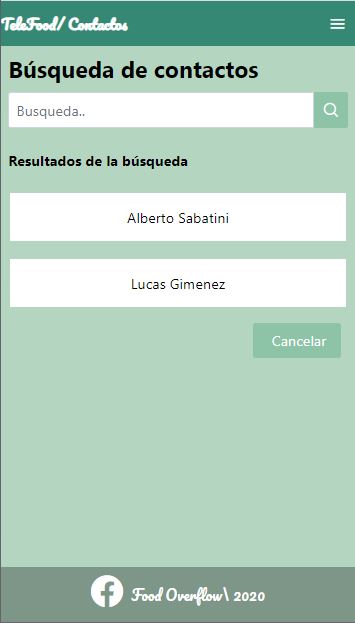 TeleFood/ Contactos
Búsqueda de contactos
Busqueda..
Resultados de la búsqueda
Alberto Sabatini
Lucas Gimenez
Cancelar
Food Overflow\ 2020